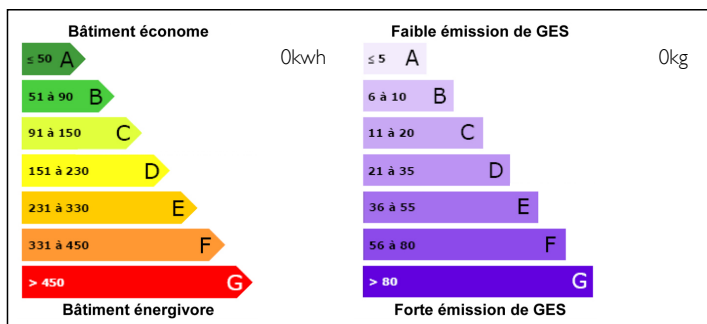 Bâtiment économe
≤ 50 A 0kwh
51 à 90 B
91 à 150 C
151 à 230 D
231 à 330 E
331 à 450 F
> 450 G
Bâtiment énergivore
Faible émission de GES
≤ 5 A 0kg
6 à 10 B
11 à 20 C
21 à 35 D
36 à 55 E
56 à 80 F
> 80 G
Forte émission de GES